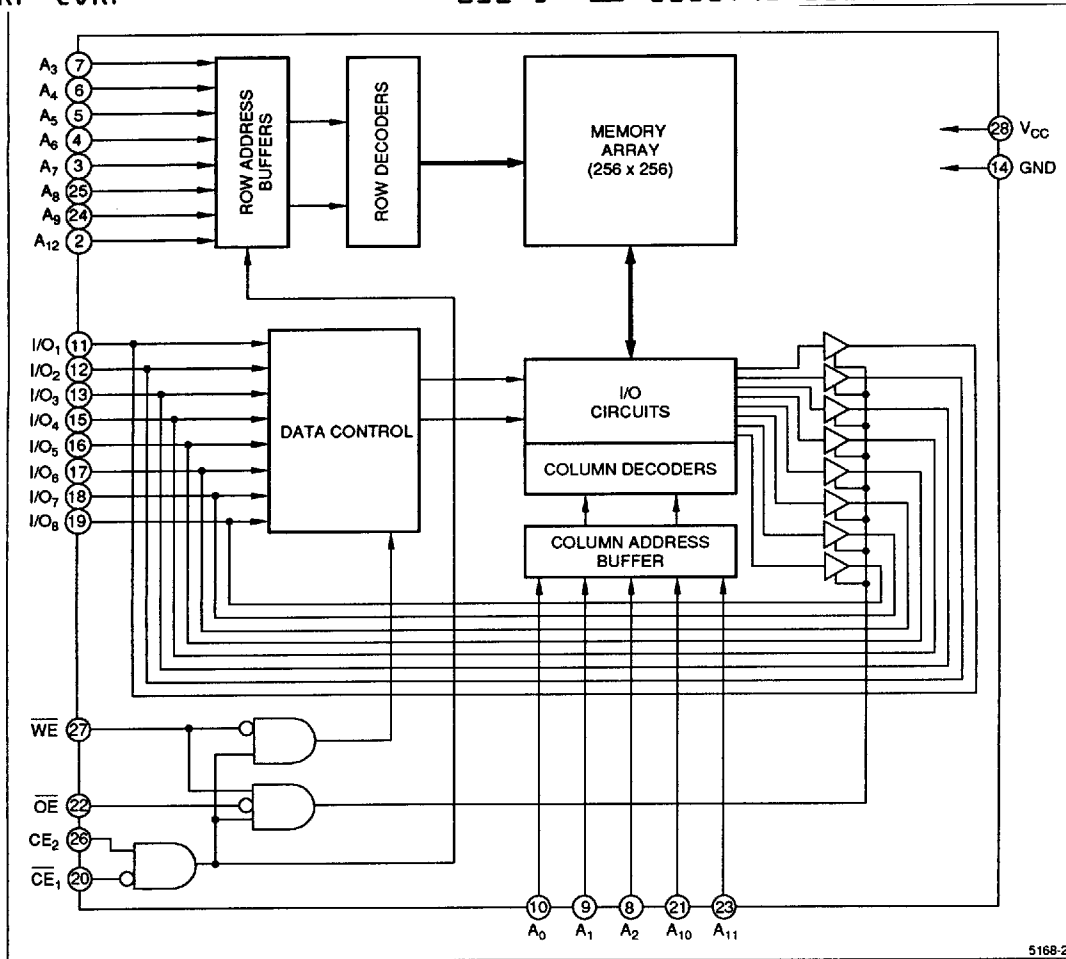 A3 7
A4 6
A5 5
A6 4
A7 3
A8 25
A9 24
A12 2
ROW ADDRESS
BUFFERS
ROW DECODERS
MEMORY
ARRAY
(256 x 256)
28 VCC
14 GND
I/O1 11
I/O2 12
I/O3 13
I/O4 15
I/O5 16
I/O6 17
I/O7 18
I/O8 19
DATA CONTROL
I/O
CIRCUITS
COLUMN DECODERS
COLUMN ADDRESS
BUFFER
WE 27
OE 22
CE2 26
CE1 20
10 9 8 21 23
A0 A1 A2 A10 A11
5168-2